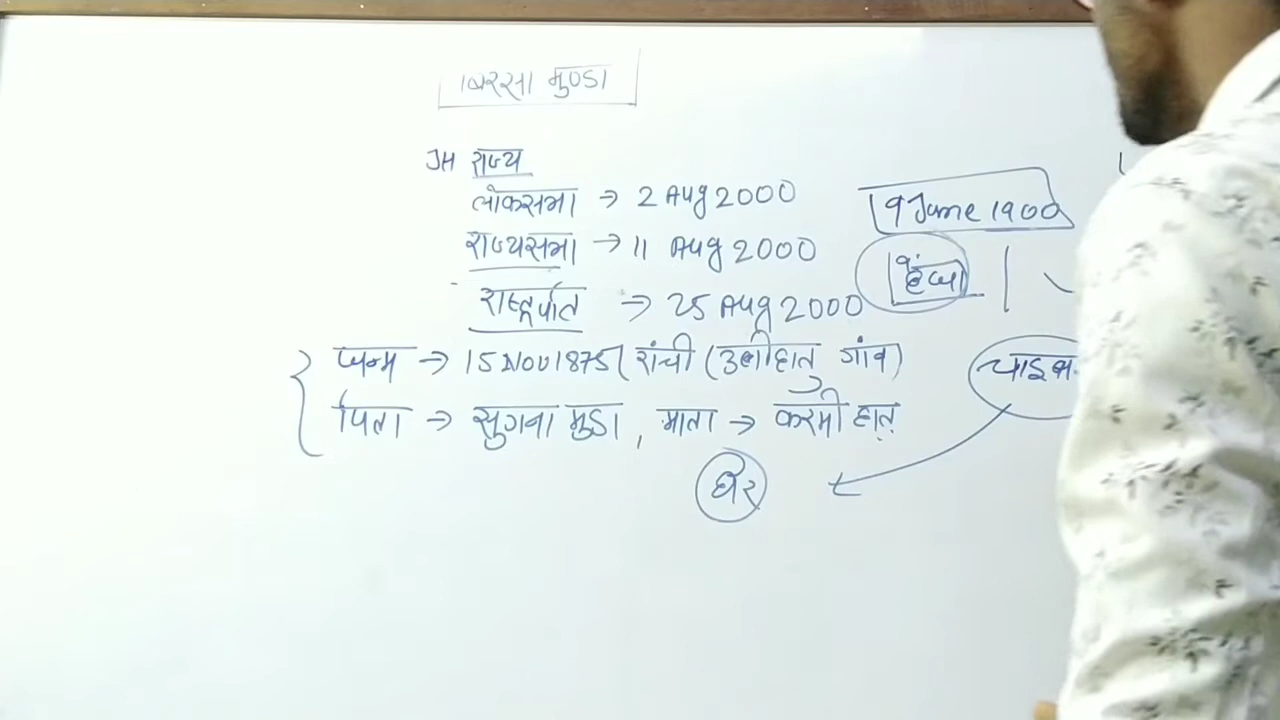 बिरसा मुण्डा
JH राज्य
लोकसभा → 2 Aug 2000
राज्यसभा → 11 Aug 2000
राष्ट्रपति → 25 Aug 2000
9 June 1900
हैजा
जन्म → 15 Nov 1875 (रांची (उलीहातु गांव)
पिता → सुगना मुंडा, माता → करमी हातु
चाइब
घेर